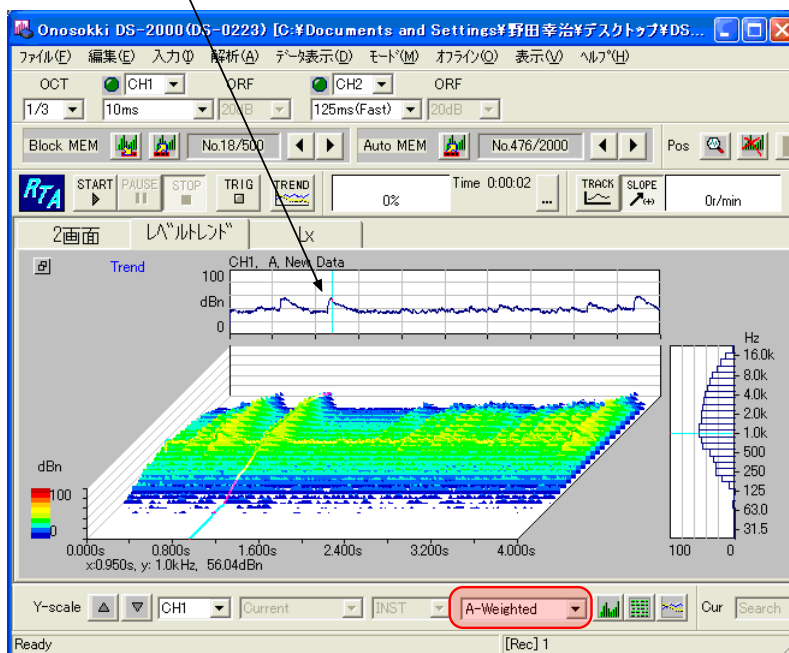 Onosokki DS-2000(DS-0223) [C:¥Documents and Settings¥野田幸治¥デスクトップ¥DS...
ファイル(F) 編集(E) 入力(I) 解析(A) データ表示(D) モード(M) オフライン(O) 表示(V) ヘルプ(H)
OCT CH1 ORF CH2 ORF
1/3 10ms 20dB 125ms(Fast) 20dB
Block MEM No.18/500 Auto MEM No.476/2000 Pos
RTA START PAUSE STOP TRIG TREND 0% Time 0:00:02 ... TRACK SLOPE (++) 0r/min
2画面 レベルトレンド Lx
Trend CH1, A, New Data
100
dBn
0
Hz
16.0k
8.0k
4.0k
2.0k
1.0k
500
250
125
63.0
31.5
dBn
100
0
0.000s 0.800s 1.600s 2.400s 3.200s 4.000s 100 0
x:0.950s, y: 1.0kHz, 56.04dBn
Y-scale CH1 Current INST A-Weighted Cur Search
Ready [Rec] 1